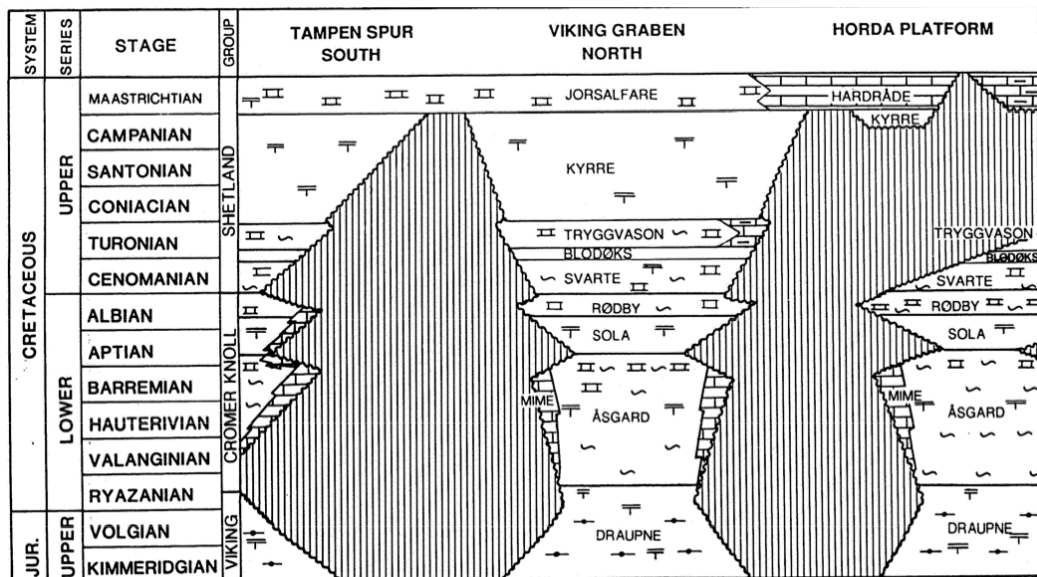 SYSTEM
SERIES
STAGE
GROUP
TAMPEN SPUR
SOUTH
VIKING GRABEN
NORTH
HORDA PLATFORM
CRETACEOUS
JUR.
UPPER
LOWER
UPPER
MAASTRICHTIAN
CAMPANIAN
SANTONIAN
CONIACIAN
TURONIAN
CENOMANIAN
ALBIAN
APTIAN
BARREMIAN
HAUTERIVIAN
VALANGINIAN
RYAZANIAN
VOLGIAN
KIMMERIDGIAN
SHETLAND
CROMER KNOLL
VIKING
JORSALFARE
KYRRE
TRYGGVASON
BLODØKS
SVARTE
RØDBY
SOLA
MIME
ÅSGARD
DRAUPNE
HARDRÅDE
KYRRE
TRYGGVASON
BLODØKS
SVARTE
RØDBY
SOLA
MIME
ÅSGARD
DRAUPNE